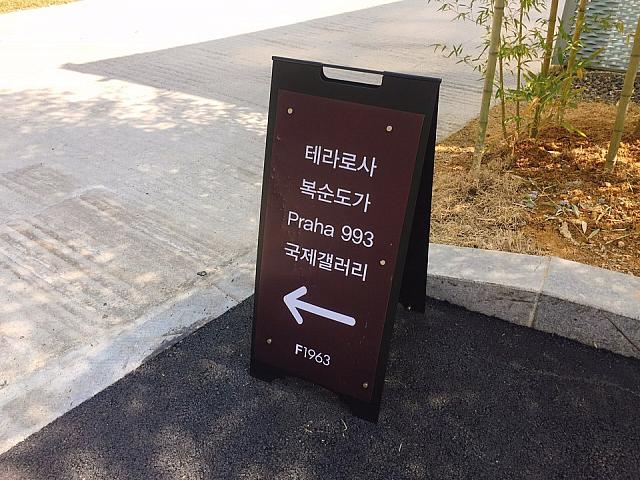 테라로사
복순도가
Praha 993
국제갤러리
F1963